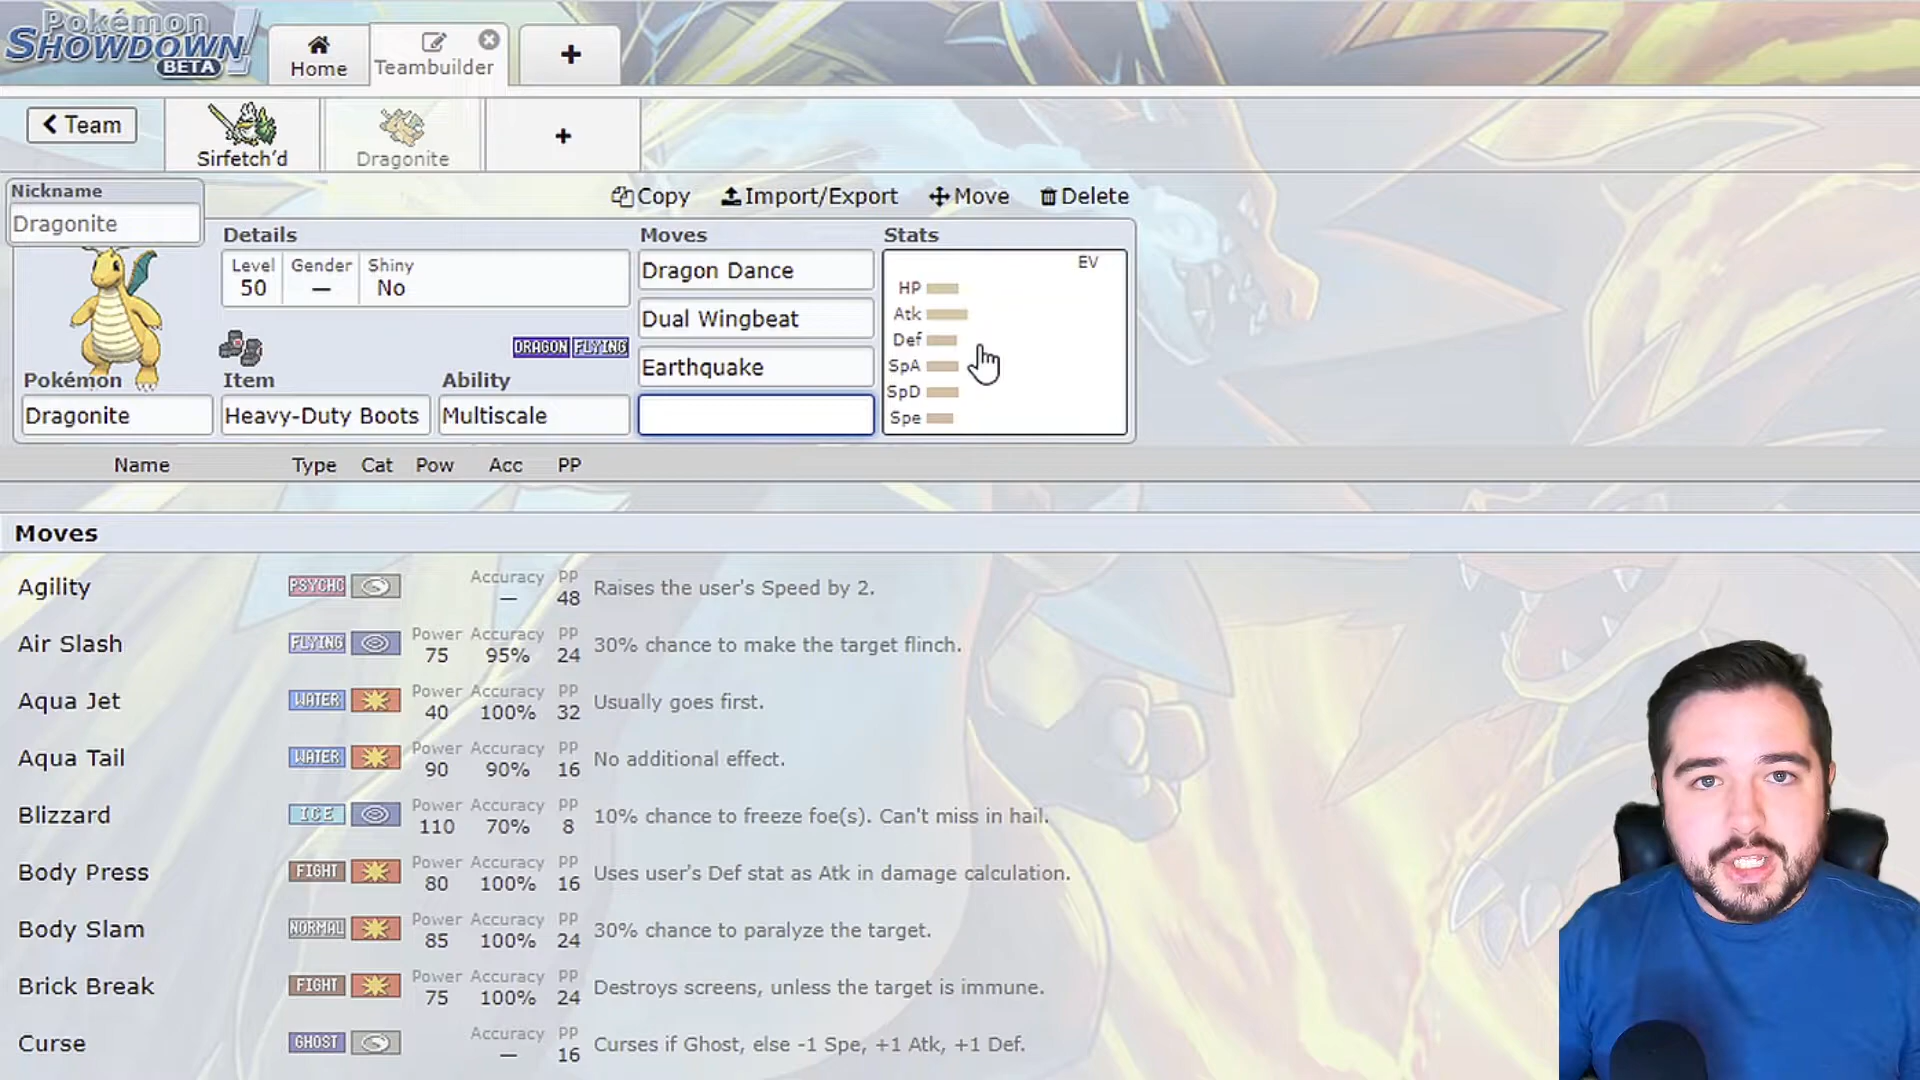 Pokémon
SHOWDOWN!
BETA
Home
Teambuilder
+
Team
Sirfetch'd
Dragonite
+
Nickname
Dragonite
Copy
Import/Export
Move
Delete
Details
Moves
Stats
Level
50
Gender
—
Shiny
No
Dragon Dance
Dual Wingbeat
Earthquake
EV
HP
Atk
Def
SpA
SpD
Spe
DRAGON FLYING
Pokémon
Item
Ability
Dragonite
Heavy-Duty Boots
Multiscale
Name Type Cat Pow Acc PP
Moves
Agility PSYCHC Accuracy — PP 48 Raises the user's Speed by 2.
Air Slash FLYING Power 75 Accuracy 95% PP 24 30% chance to make the target flinch.
Aqua Jet WATER Power 40 Accuracy 100% PP 32 Usually goes first.
Aqua Tail WATER Power 90 Accuracy 90% PP 16 No additional effect.
Blizzard ICE Power 110 Accuracy 70% PP 8 10% chance to freeze foe(s). Can't miss in hail.
Body Press FIGHT Power 80 Accuracy 100% PP 16 Uses user's Def stat as Atk in damage calculation.
Body Slam NORMAL Power 85 Accuracy 100% PP 24 30% chance to paralyze the target.
Brick Break FIGHT Power 75 Accuracy 100% PP 24 Destroys screens, unless the target is immune.
Curse GHOST Accuracy — PP 16 Curses if Ghost, else -1 Spe, +1 Atk, +1 Def.